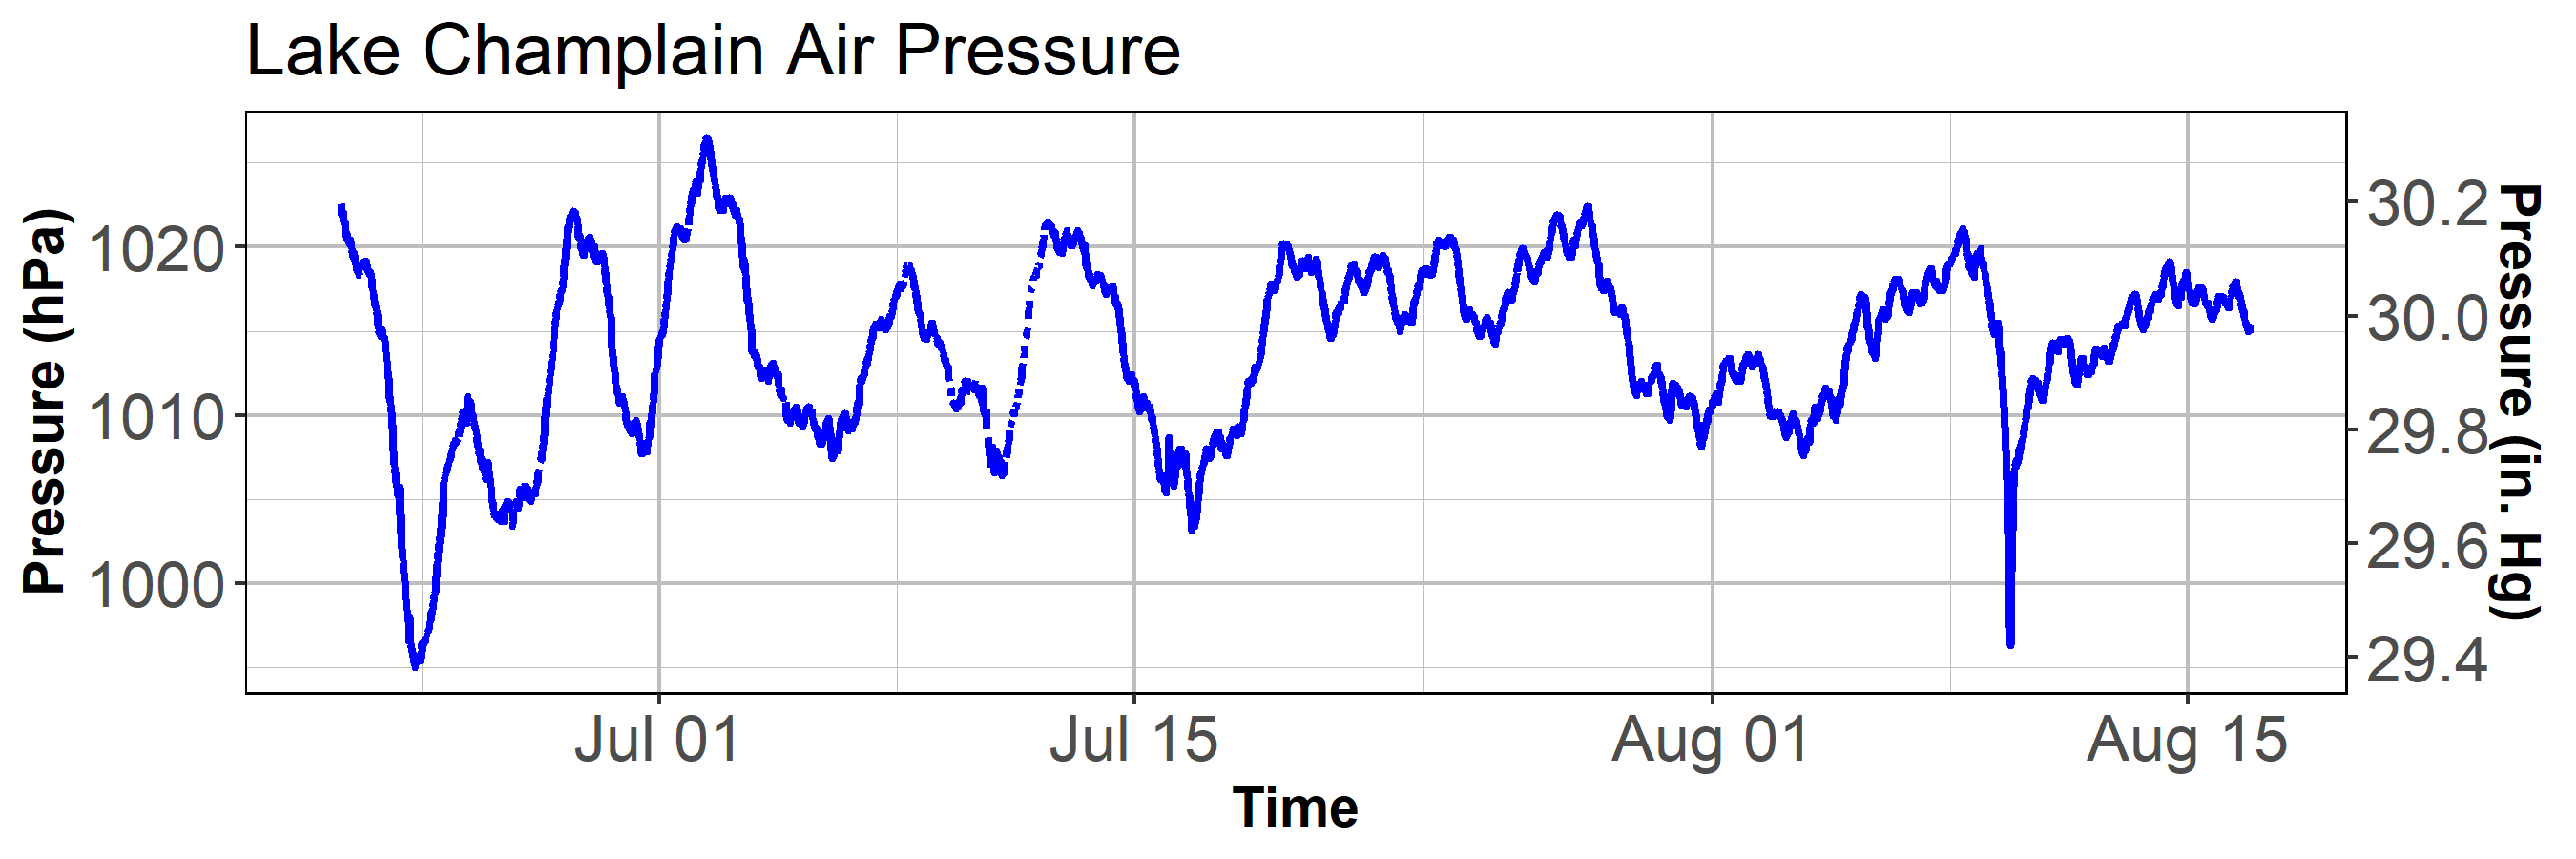 Lake Champlain Air Pressure
Pressure (hPa)
1020
1010
1000
30.2
30.0
29.8
29.6
29.4
Pressure (in. Hg)
Jul 01
Jul 15
Aug 01
Aug 15
Time